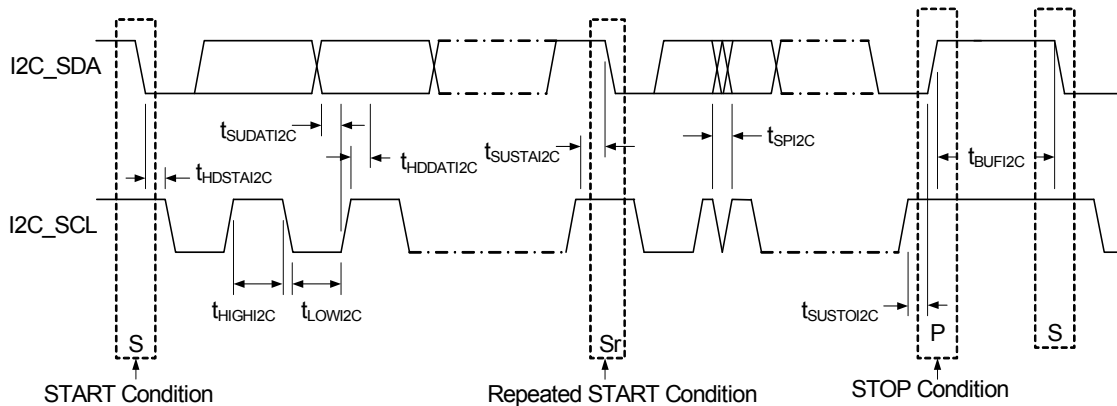 I2C_SDA
tSUDATI2C
tHDDATI2C
tSUSTAI2C
tSPI2C
tBUFI2C
tHDSTAI2C
I2C_SCL
tHIGHI2C
tLOWI2C
tSUSTOI2C
S
Sr
P
S
START Condition
Repeated START Condition
STOP Condition